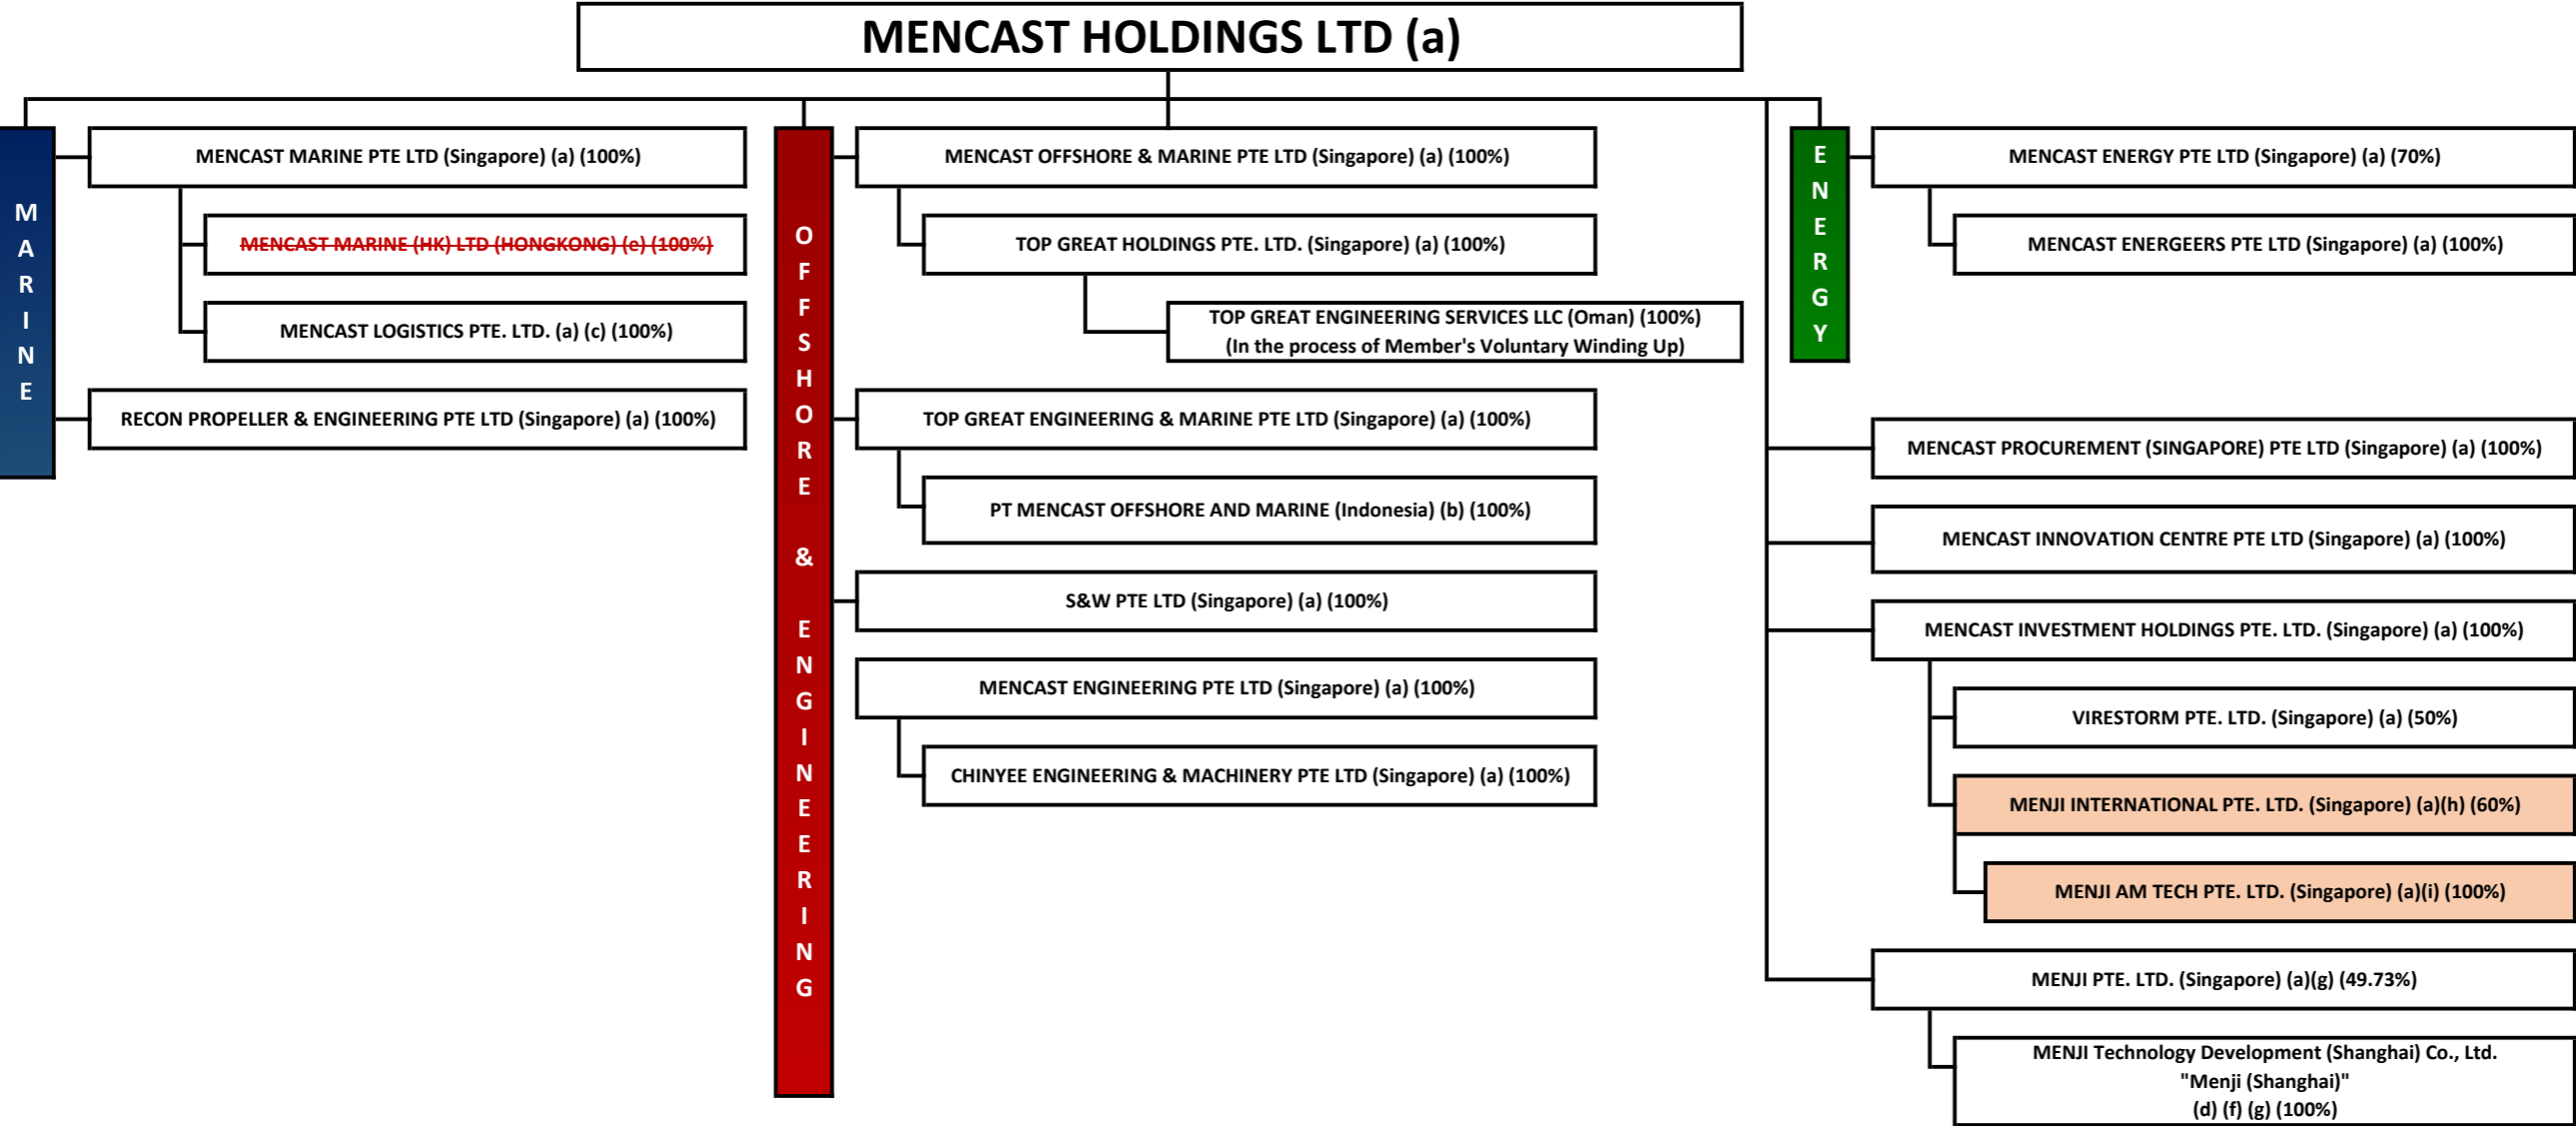 MENCAST HOLDINGS LTD (a)
MARINE
MENCAST MARINE PTE LTD (Singapore) (a) (100%)
MENCAST MARINE (HK) LTD (HONGKONG) (e) (100%)
MENCAST LOGISTICS PTE. LTD. (a) (c) (100%)
RECON PROPELLER & ENGINEERING PTE LTD (Singapore) (a) (100%)
OFFSHORE & ENGINEERING
MENCAST OFFSHORE & MARINE PTE LTD (Singapore) (a) (100%)
TOP GREAT HOLDINGS PTE. LTD. (Singapore) (a) (100%)
TOP GREAT ENGINEERING SERVICES LLC (Oman) (100%)
(In the process of Member's Voluntary Winding Up)
TOP GREAT ENGINEERING & MARINE PTE LTD (Singapore) (a) (100%)
PT MENCAST OFFSHORE AND MARINE (Indonesia) (b) (100%)
S&W PTE LTD (Singapore) (a) (100%)
MENCAST ENGINEERING PTE LTD (Singapore) (a) (100%)
CHINYEE ENGINEERING & MACHINERY PTE LTD (Singapore) (a) (100%)
ENERGY
MENCAST ENERGY PTE LTD (Singapore) (a) (70%)
MENCAST ENERGEERS PTE LTD (Singapore) (a) (100%)
MENCAST PROCUREMENT (SINGAPORE) PTE LTD (Singapore) (a) (100%)
MENCAST INNOVATION CENTRE PTE LTD (Singapore) (a) (100%)
MENCAST INVESTMENT HOLDINGS PTE. LTD. (Singapore) (a) (100%)
VIRESTORM PTE. LTD. (Singapore) (a) (50%)
MENJI INTERNATIONAL PTE. LTD. (Singapore) (a)(h) (60%)
MENJI AM TECH PTE. LTD. (Singapore) (a)(i) (100%)
MENJI PTE. LTD. (Singapore) (a)(g) (49.73%)
MENJI Technology Development (Shanghai) Co., Ltd.
"Menji (Shanghai)"
(d) (f) (g) (100%)